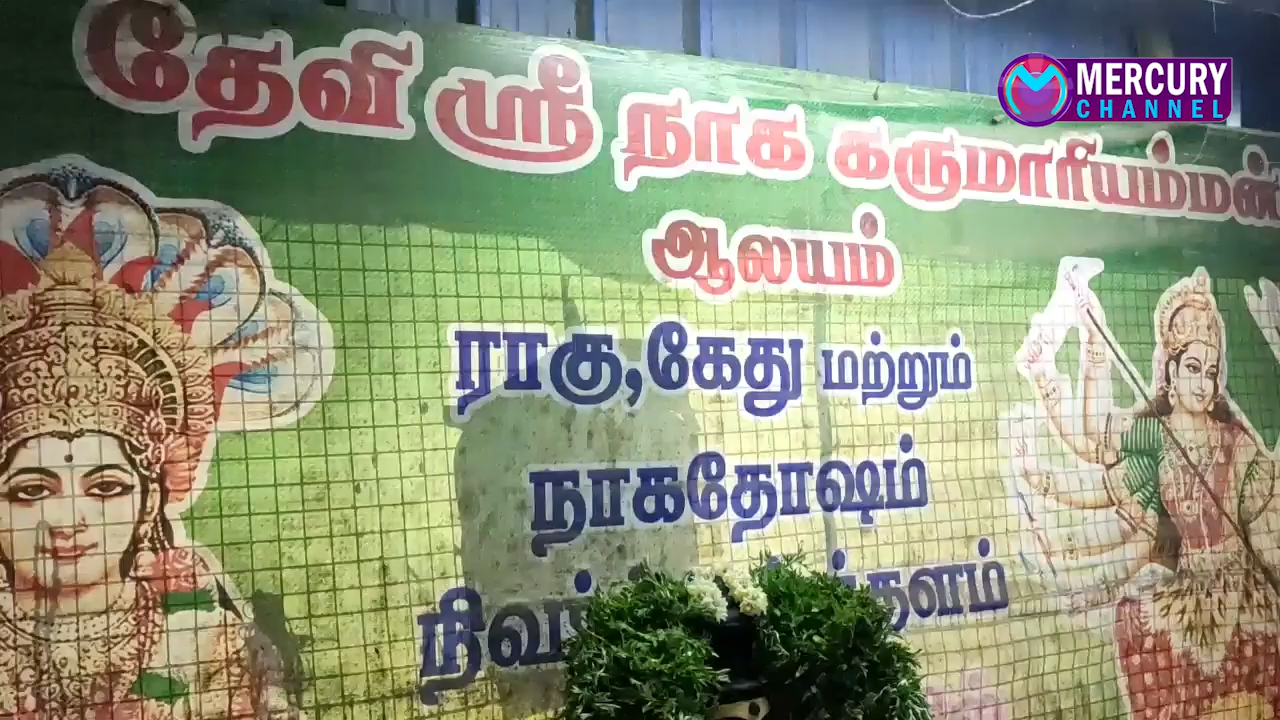 தேவி ஸ்ரீ நாக கருமாரியம்மன்
ஆலயம்
ராகு,கேது மற்றும்
நாகதோஷம்
MERCURY
CHANNEL